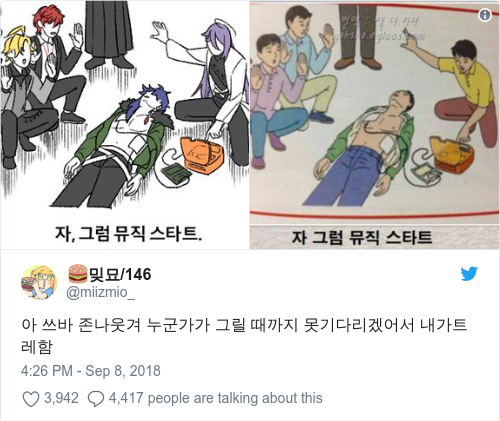 자, 그럼 뮤직 스타트.
자 그럼 뮤직 스타트
밎묘/146
@miizmio_
아 쓰바 존나웃겨 누군가가 그릴 때까지 못기다리겠어서 내가트
레함
4:26 PM - Sep 8, 2018
3,942
4,417 people are talking about this